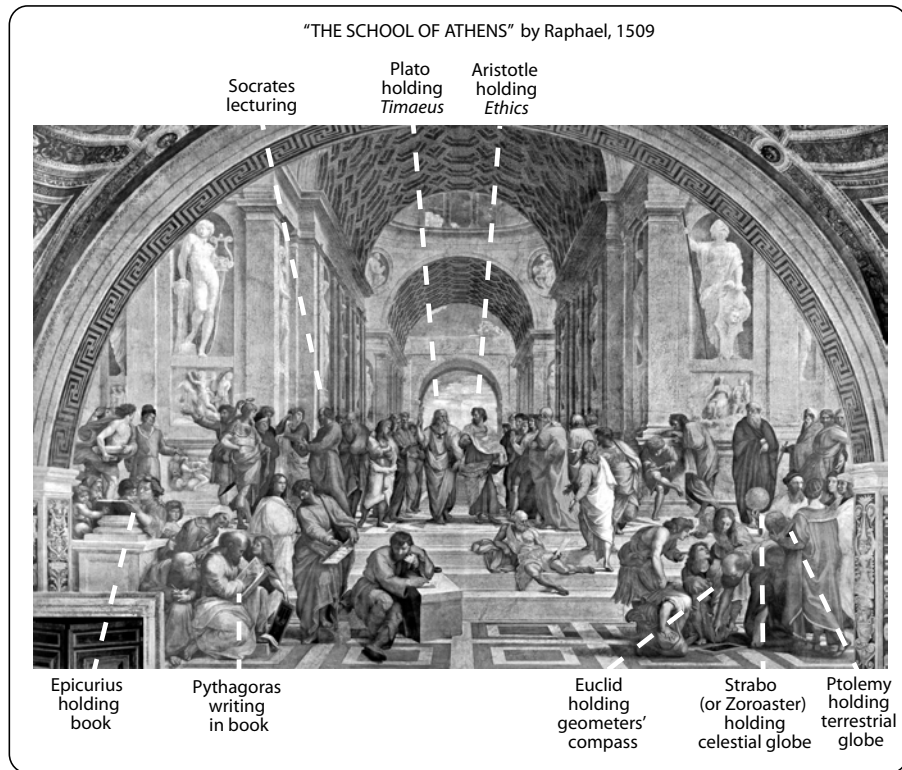 “THE SCHOOL OF ATHENS” by Raphael, 1509
Socrates
lecturing
Plato
holding
Timaeus
Aristotle
holding
Ethics
Epicurius
holding
book
Pythagoras
writing
in book
Euclid
holding
geometers’
compass
Strabo
(or Zoroaster)
holding
celestial globe
Ptolemy
holding
terrestrial
globe